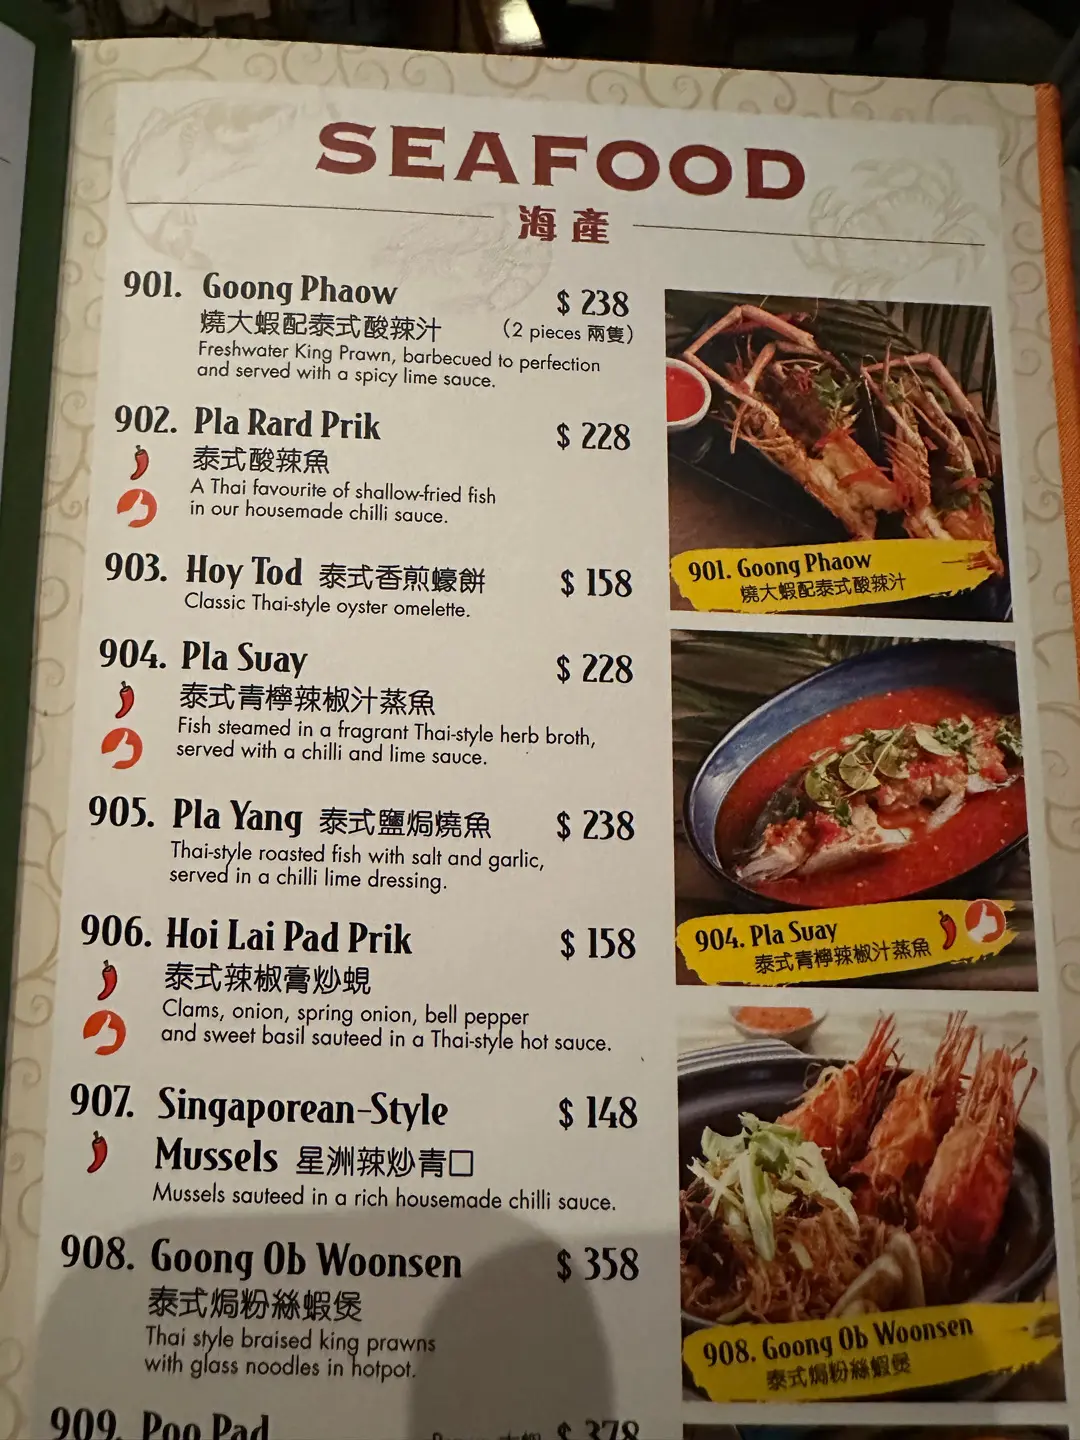 SEAFOOD
海產
901. Goong Phaow $ 238
燒大蝦配泰式酸辣汁 (2 pieces 兩隻)
Freshwater King Prawn, barbecued to perfection
and served with a spicy lime sauce.
902. Pla Rard Prik $ 228
泰式酸辣魚
A Thai favourite of shallow-fried fish
in our housemade chilli sauce.
903. Hoy Tod 泰式香煎蠔餅 $ 158
Classic Thai-style oyster omelette.
904. Pla Suay $ 228
泰式青檸辣椒汁蒸魚
Fish steamed in a fragrant Thai-style herb broth,
served with a chilli and lime sauce.
905. Pla Yang 泰式鹽焗燒魚 $ 238
Thai-style roasted fish with salt and garlic,
served in a chilli lime dressing.
906. Hoi Lai Pad Prik $ 158
泰式辣椒膏炒蜆
Clams, onion, spring onion, bell pepper
and sweet basil sauteed in a Thai-style hot sauce.
907. Singaporean-Style $ 148
Mussels 星洲辣炒青口
Mussels sauteed in a rich housemade chilli sauce.
908. Goong Ob Woonsen $ 358
泰式焗粉絲蝦煲
Thai style braised king prawns
with glass noodles in hotpot.
909. Poo Pad $ 378
901. Goong Phaow
燒大蝦配泰式酸辣汁
904. Pla Suay
泰式青檸辣椒汁蒸魚
908. Goong Ob Woonsen
泰式焗粉絲蝦煲